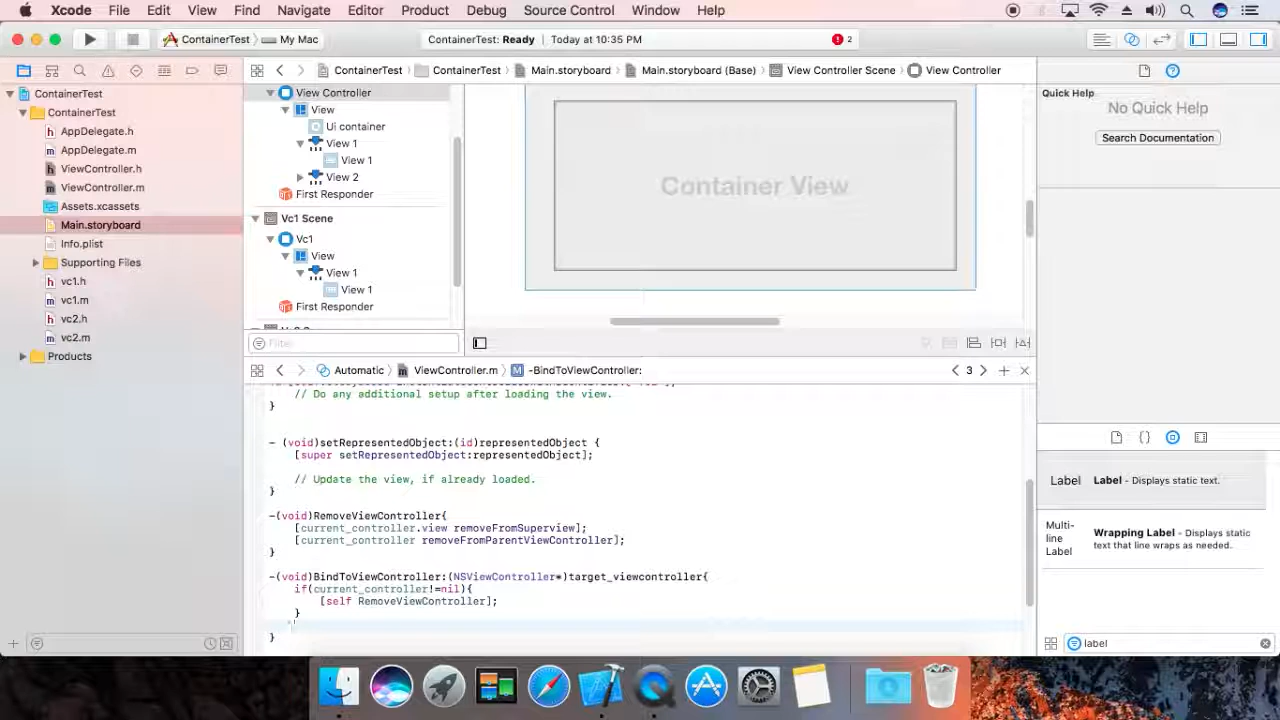 Xcode File Edit View Find Navigate Editor Product Debug Source Control Window Help
ContainerTest My Mac ContainerTest: Ready Today at 10:35 PM 2
ContainerTest ContainerTest Main.storyboard Main.storyboard (Base) View Controller Scene View Controller
ContainerTest
ContainerTest
AppDelegate.h
AppDelegate.m
ViewController.h
ViewController.m
Assets.xcassets
Main.storyboard
Info.plist
Supporting Files
vc1.h
vc1.m
vc2.h
vc2.m
Products
View Controller
View
Ui container
View 1
View 1
View 2
First Responder
Vc1 Scene
Vc1
View
View 1
View 1
First Responder
Filter
Container View
Quick Help
No Quick Help
Search Documentation
Automatic ViewController.m M -BindToViewController: 3
// Do any additional setup after loading the view.
}
- (void)setRepresentedObject:(id)representedObject {
[super setRepresentedObject:representedObject];
// Update the view, if already loaded.
}
-(void)RemoveViewController{
[current_controller.view removeFromSuperview];
[current_controller removeFromParentViewController];
}
-(void)BindToViewController:(NSViewController*)target_viewcontroller{
if(current_controller!=nil){
[self RemoveViewController];
}
}
Label Label - Displays static text.
Multi-
line
Label
Wrapping Label - Displays static
text that line wraps as needed.
label